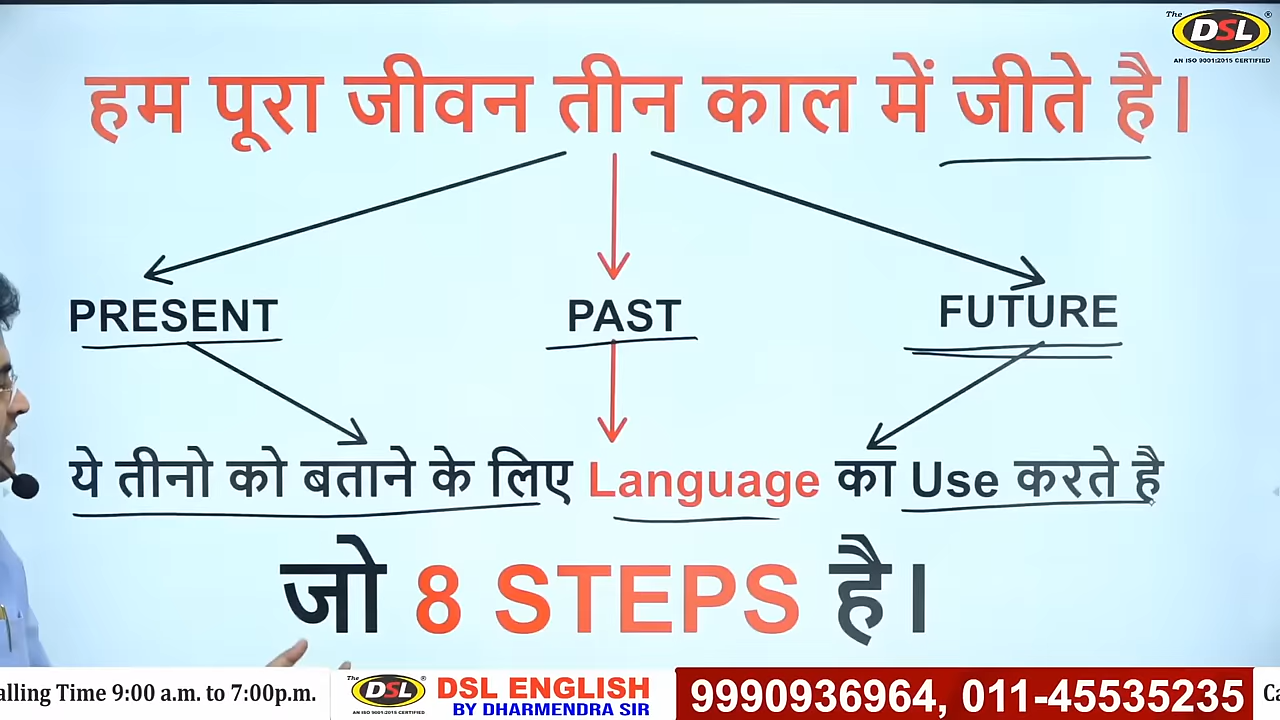 The DSL ®
AN ISO 9001:2015 CERTIFIED
हम पूरा जीवन तीन काल में जीते है।
PRESENT PAST FUTURE
ये तीनो को बताने के लिए Language का Use करते है
जो 8 STEPS है।
alling Time 9:00 a.m. to 7:00p.m.
The DSL ®
AN ISO 9001:2015 CERTIFIED
DSL ENGLISH
BY DHARMENDRA SIR
9990936964, 011-45535235
Ca